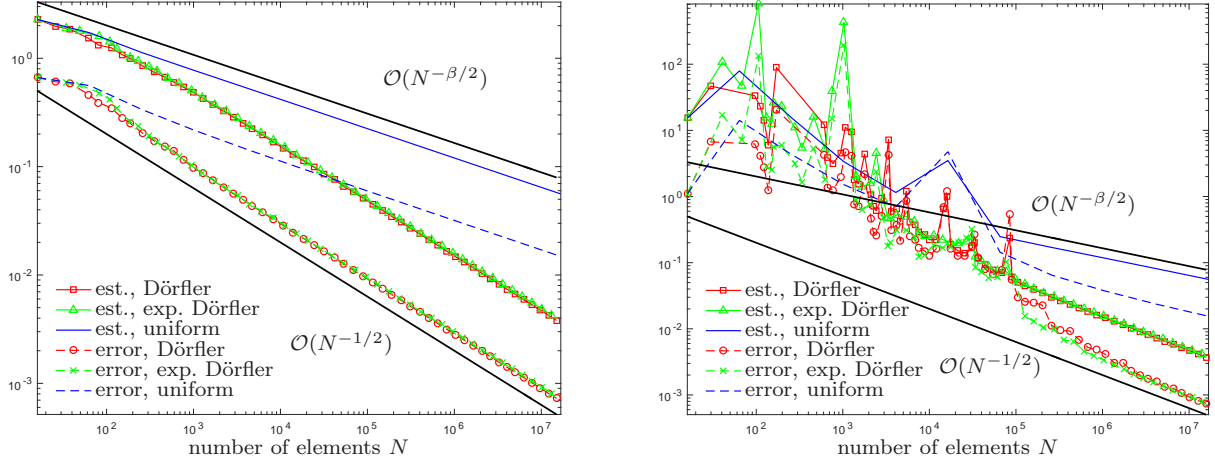 10^0
10^-1
10^-2
10^-3
10^2
10^3
10^4
10^5
10^6
10^7
O(N^{-β/2})
O(N^{-1/2})
est., Dörfler
est., exp. Dörfler
est., uniform
error, Dörfler
error, exp. Dörfler
error, uniform
number of elements N
10^2
10^1
10^0
10^-1
10^-2
10^-3
10^2
10^3
10^4
10^5
10^6
10^7
O(N^{-β/2})
O(N^{-1/2})
est., Dörfler
est., exp. Dörfler
est., uniform
error, Dörfler
error, exp. Dörfler
error, uniform
number of elements N